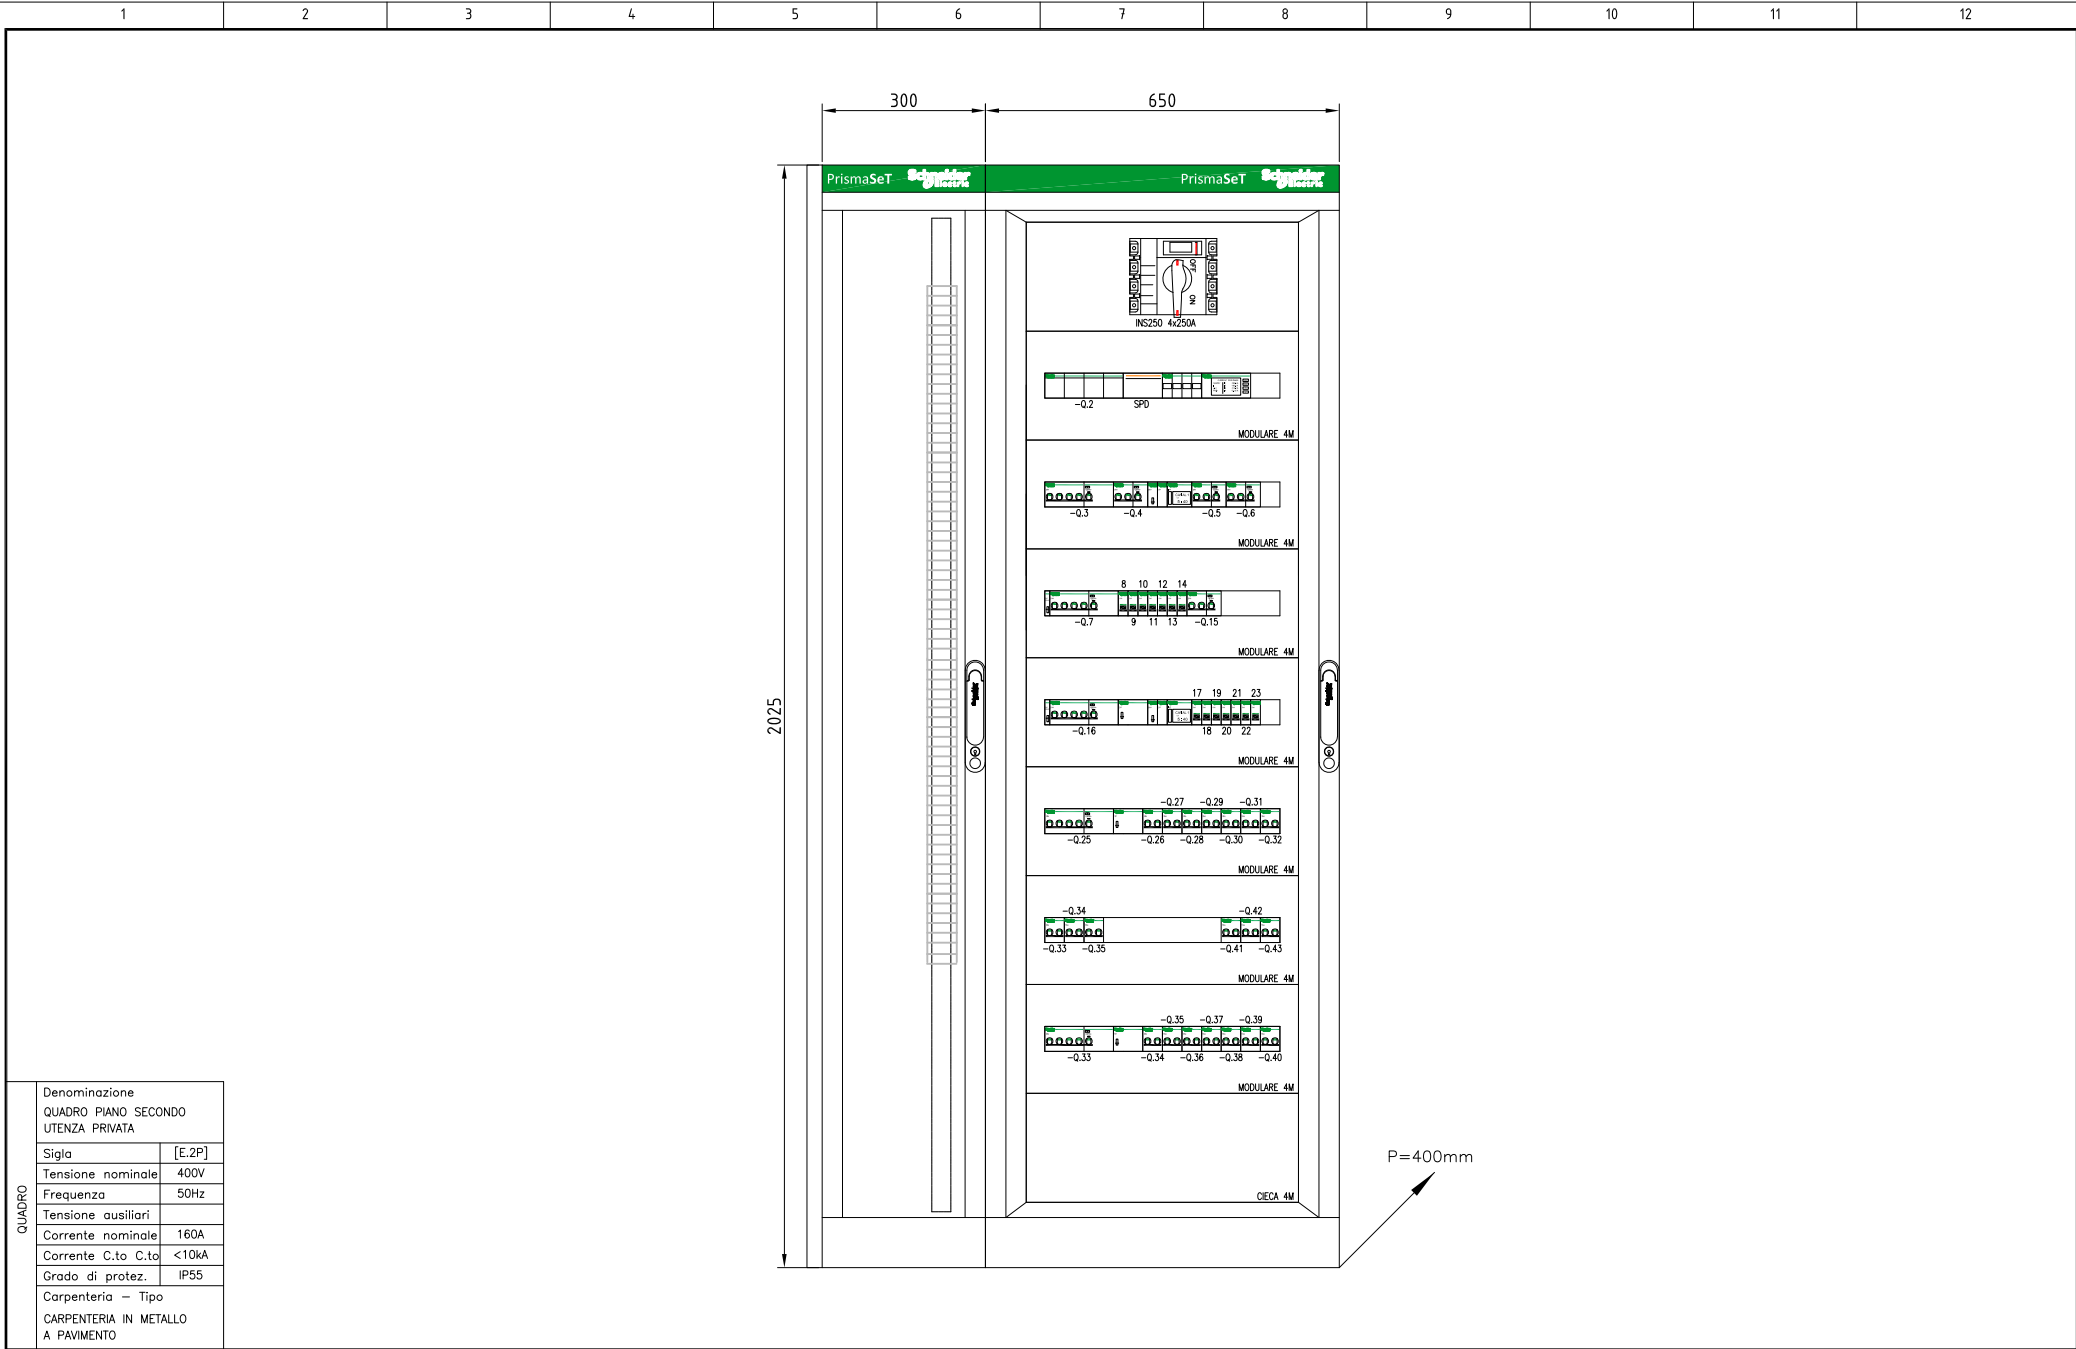 1 2 3 4 5 6 7 8 9 10 11 12
300 650
PrismaSeT Schneider Electric PrismaSeT Schneider Electric
OFF
ON
INS250 4x250A
-Q.2 SPD
MODULARE 4M
-Q.3 -Q.4 -Q.5 -Q.6
MODULARE 4M
8 10 12 14
-Q.7 9 11 13 -Q.15
MODULARE 4M
2025
17 19 21 23
-Q.16 18 20 22
MODULARE 4M
-Q.27 -Q.29 -Q.31
-Q.25 -Q.26 -Q.28 -Q.30 -Q.32
MODULARE 4M
-Q.34 -Q.42
-Q.33 -Q.35 -Q.41 -Q.43
MODULARE 4M
-Q.35 -Q.37 -Q.39
-Q.33 -Q.34 -Q.36 -Q.38 -Q.40
MODULARE 4M
CIECA 4M
P=400mm
QUADRO
Denominazione
QUADRO PIANO SECONDO
UTENZA PRIVATA
Sigla [E.2P]
Tensione nominale 400V
Frequenza 50Hz
Tensione ausiliari
Corrente nominale 160A
Corrente C.to C.to <10kA
Grado di protez. IP55
Carpenteria – Tipo
CARPENTERIA IN METALLO
A PAVIMENTO